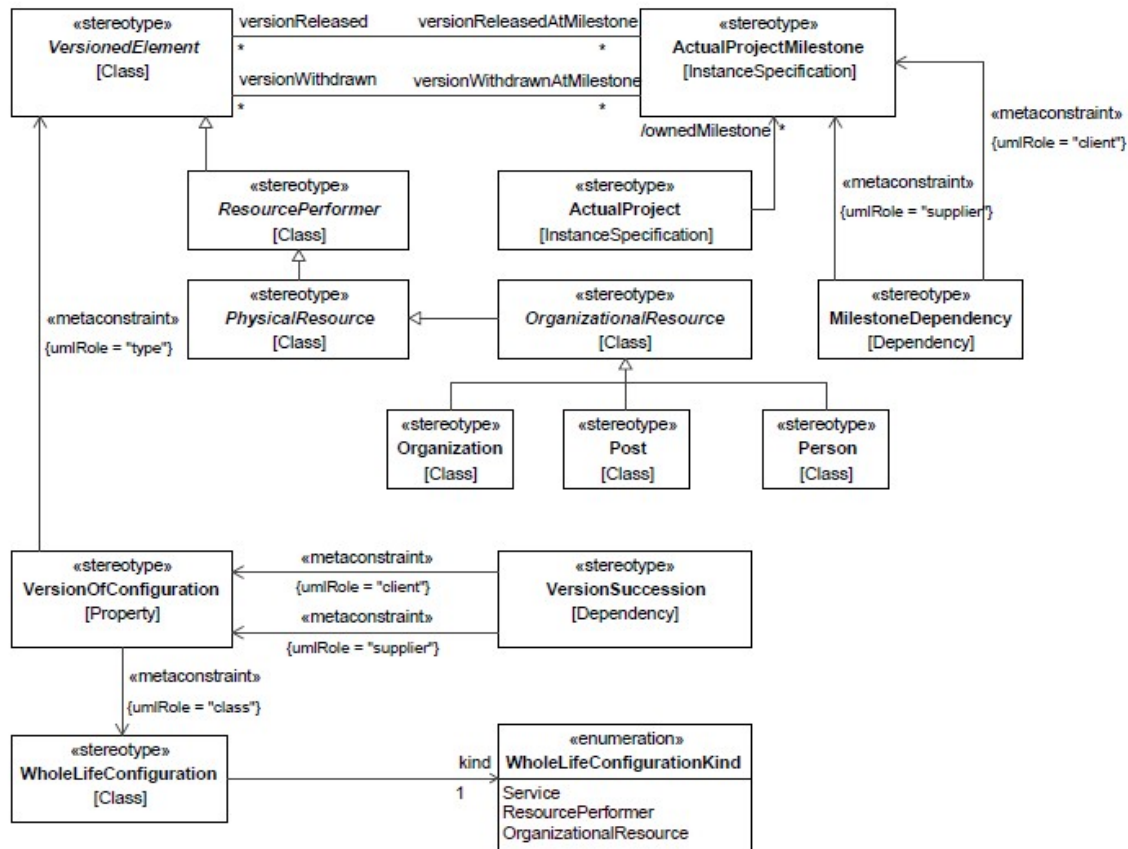 «stereotype»
VersionedElement
[Class]
versionReleased
versionReleasedAtMilestone
*
*
versionWithdrawn
versionWithdrawnAtMilestone
*
*
«stereotype»
ActualProjectMilestone
[InstanceSpecification]
/ownedMilestone *
«metaconstraint»
{umlRole = "client"}
«metaconstraint»
{umlRole = "supplier"}
«stereotype»
ResourcePerformer
[Class]
«stereotype»
ActualProject
[InstanceSpecification]
«metaconstraint»
{umlRole = "type"}
«stereotype»
PhysicalResource
[Class]
«stereotype»
OrganizationalResource
[Class]
«stereotype»
MilestoneDependency
[Dependency]
«stereotype»
Organization
[Class]
«stereotype»
Post
[Class]
«stereotype»
Person
[Class]
«stereotype»
VersionOfConfiguration
[Property]
«metaconstraint»
{umlRole = "client"}
«metaconstraint»
{umlRole = "supplier"}
«stereotype»
VersionSuccession
[Dependency]
«metaconstraint»
{umlRole = "class"}
«stereotype»
WholeLifeConfiguration
[Class]
kind
1
«enumeration»
WholeLifeConfigurationKind
Service
ResourcePerformer
OrganizationalResource